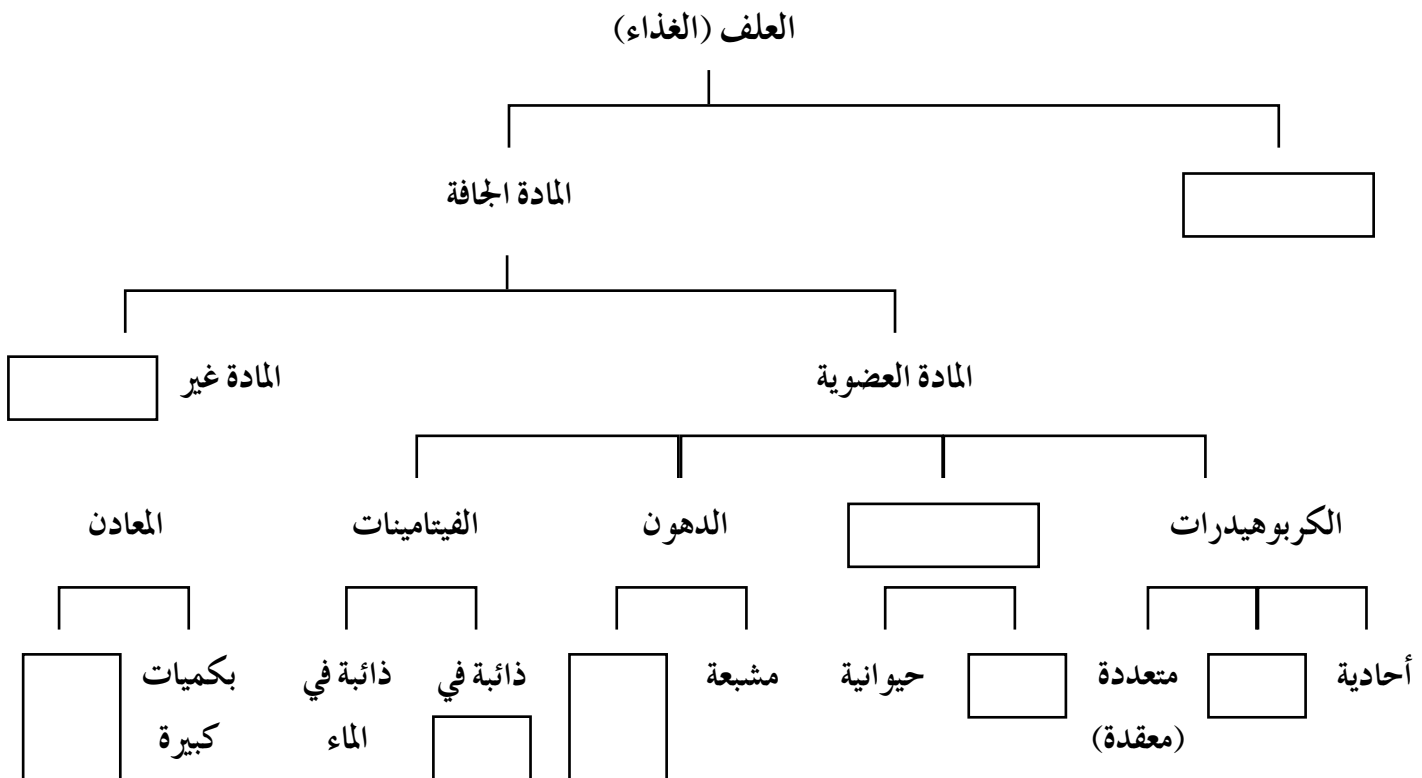 العلف (الغذاء)
المادة الجافة
المادة العضوية
المادة غير
الكربوهيدرات
الدهون
الفيتامينات
المعادن
أحادية
متعددة
(معقدة)
حيوانية
مشبعة
ذائبة في
ذائبة في
الماء
بكميات
كبيرة